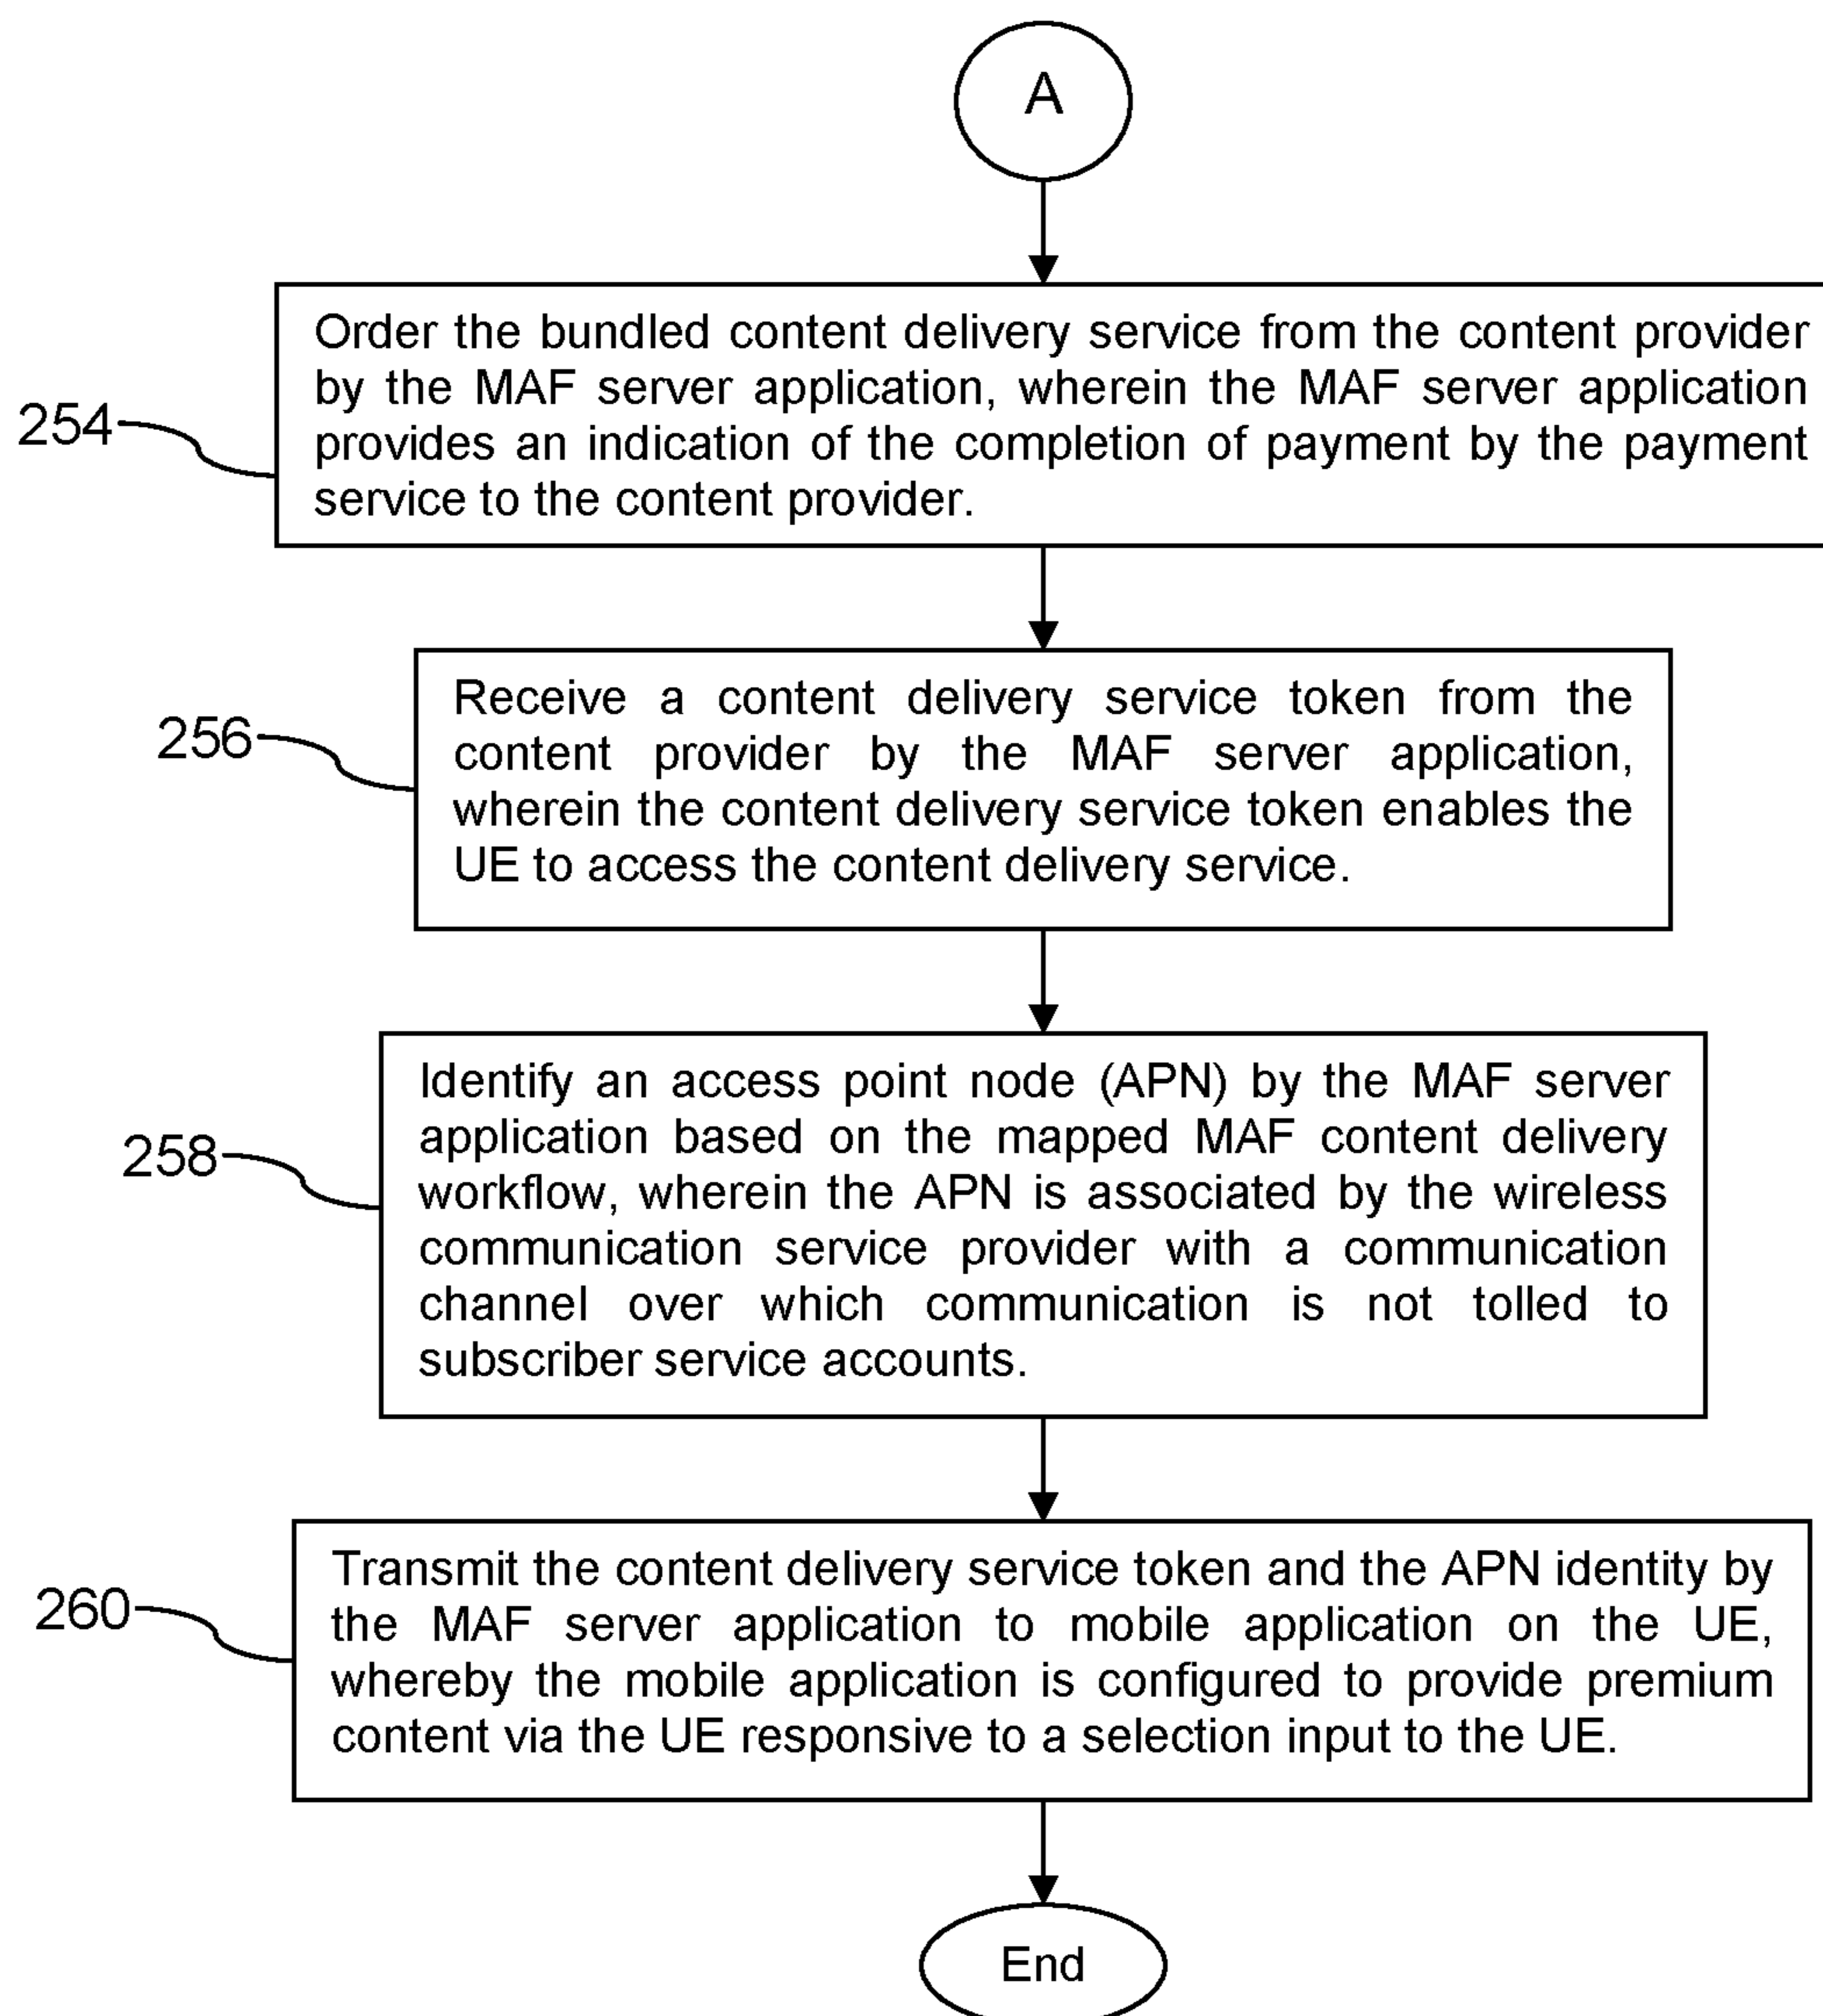 A
Order the bundled content delivery service from the content provider
by the MAF server application, wherein the MAF server application
provides an indication of the completion of payment by the payment
service to the content provider.
254
Receive a content delivery service token from the
content provider by the MAF server application,
wherein the content delivery service token enables the
UE to access the content delivery service.
256
Identify an access point node (APN) by the MAF server
application based on the mapped MAF content delivery
workflow, wherein the APN is associated by the wireless
communication service provider with a communication
channel over which communication is not tolled to
subscriber service accounts.
258
Transmit the content delivery service token and the APN identity by
the MAF server application to mobile application on the UE,
whereby the mobile application is configured to provide premium
content via the UE responsive to a selection input to the UE.
260
End